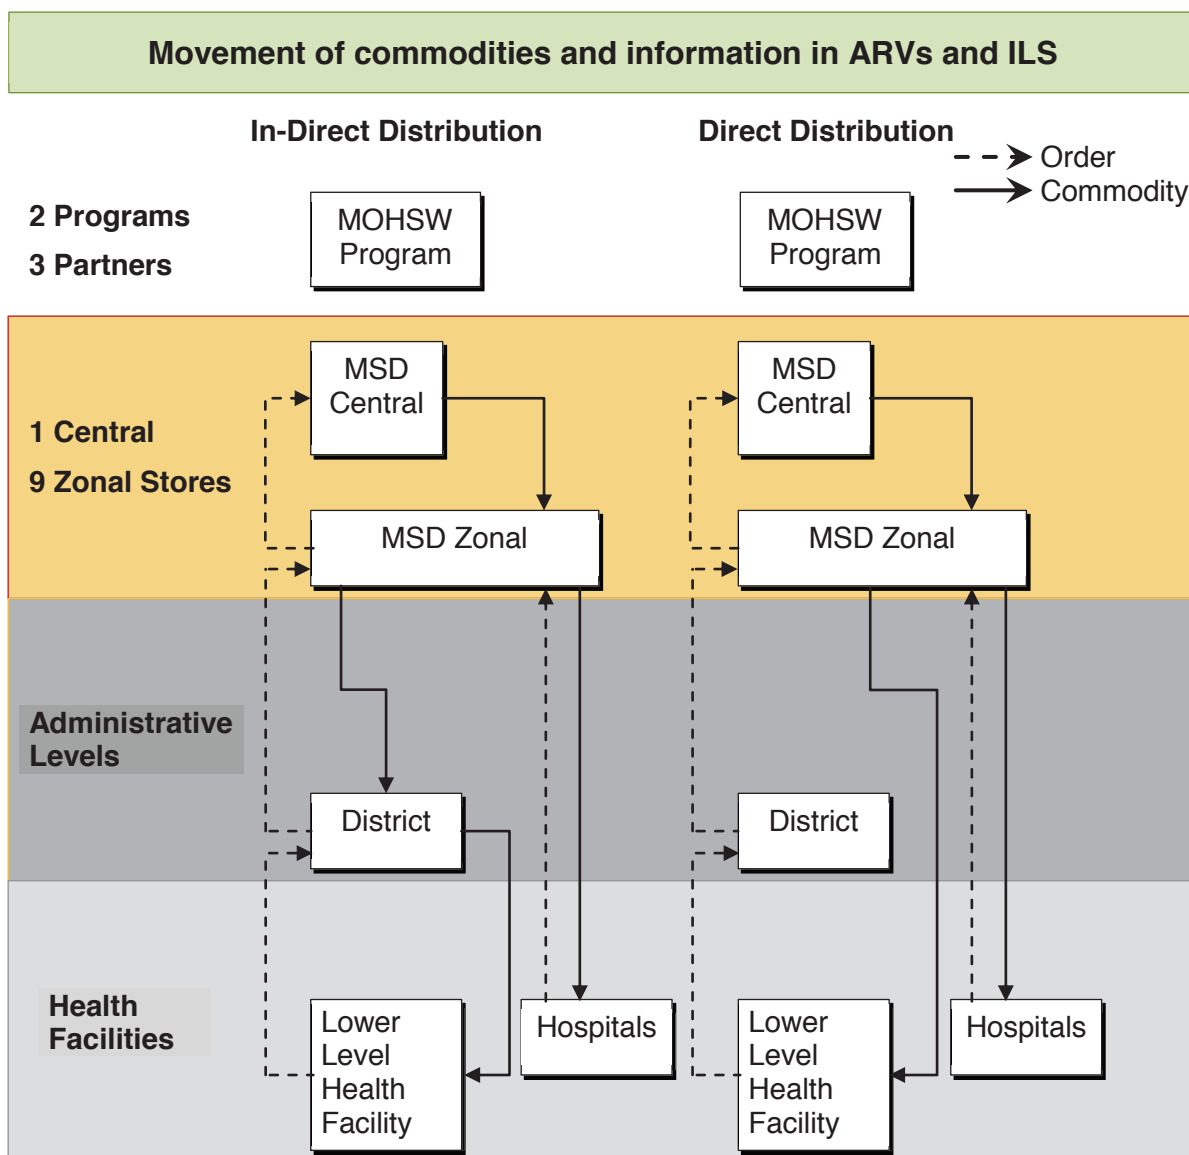 Movement of commodities and information in ARVs and ILS
In-Direct Distribution
Direct Distribution
Order
Commodity
2 Programs
3 Partners
MOHSW
Program
MOHSW
Program
1 Central
9 Zonal Stores
MSD
Central
MSD
Central
MSD Zonal
MSD Zonal
Administrative
Levels
District
District
Health
Facilities
Lower
Level
Health
Facility
Hospitals
Lower
Level
Health
Facility
Hospitals